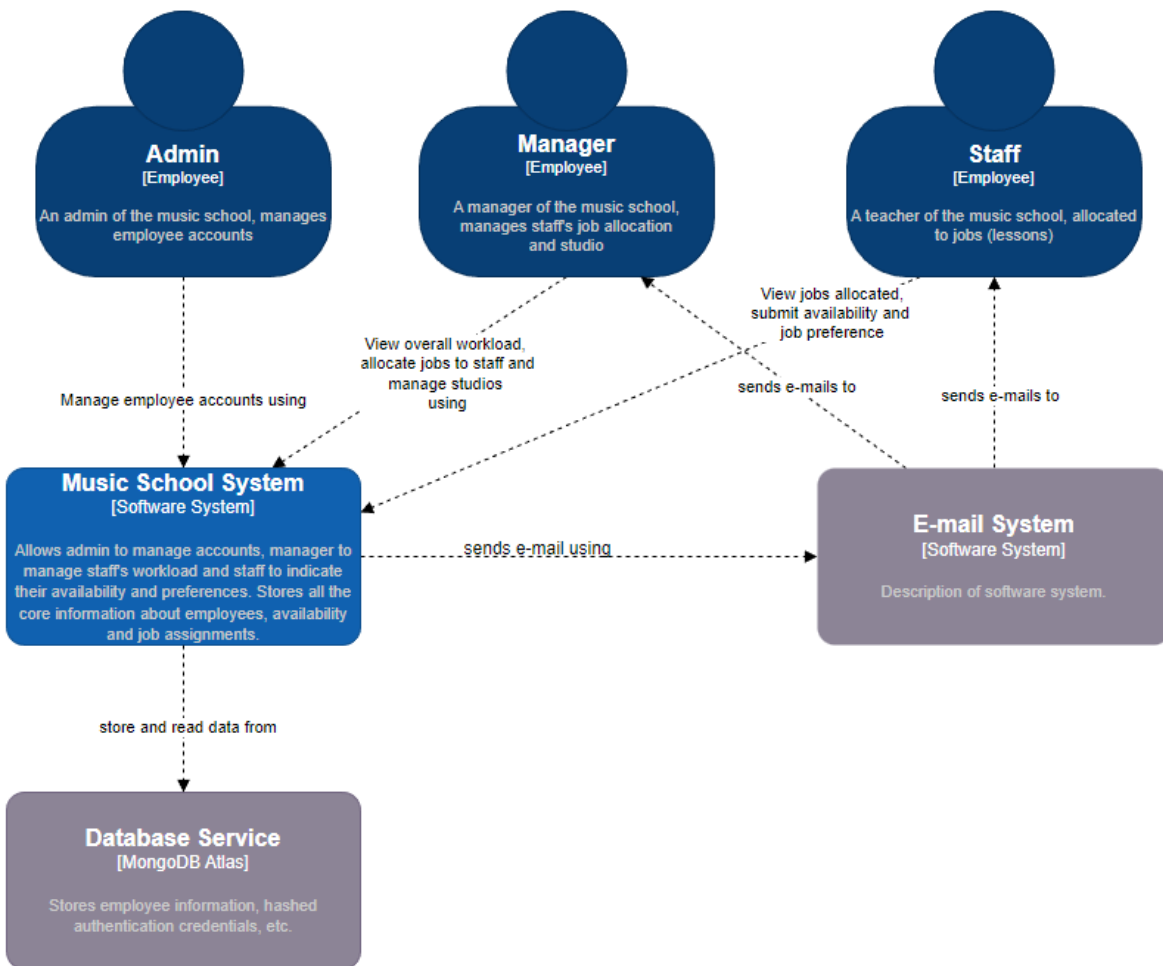 Admin
[Employee]
An admin of the music school, manages
employee accounts
Manager
[Employee]
A manager of the music school,
manages staff's job allocation
and studio
Staff
[Employee]
A teacher of the music school, allocated
to jobs (lessons)
Manage employee accounts using
View overall workload,
allocate jobs to staff and
manage studios
using
View jobs allocated,
submit availability and
job preference
sends e-mails to
sends e-mails to
Music School System
[Software System]
Allows admin to manage accounts, manager to
manage staff's workload and staff to indicate
their availability and preferences. Stores all the
core information about employees, availability
and job assignments.
sends e-mail using
E-mail System
[Software System]
Description of software system.
store and read data from
Database Service
[MongoDB Atlas]
Stores employee information, hashed
authentication credentials, etc.